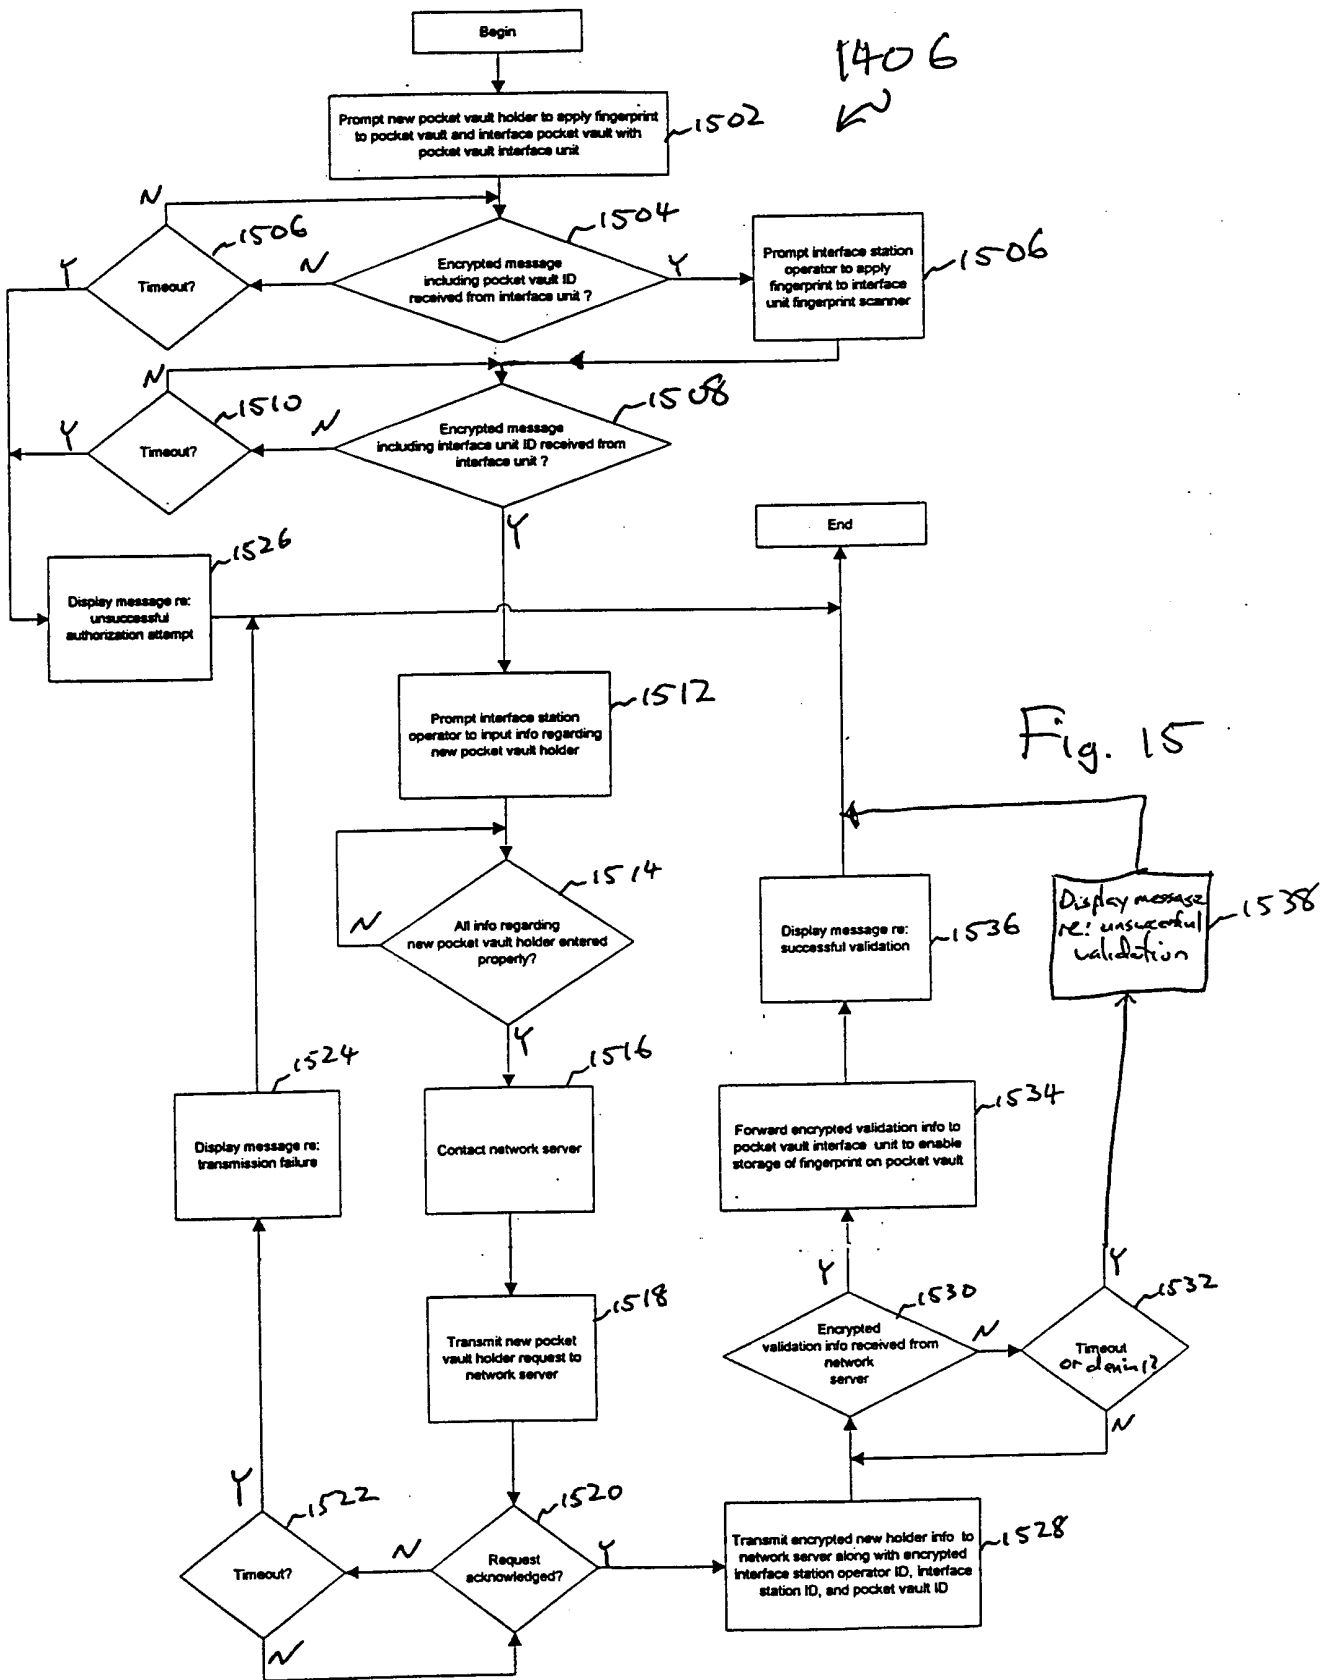 Begin
1406
Prompt new pocket vault holder to apply fingerprint
to pocket vault and interface pocket vault with
pocket vault interface unit
1502
N
1506
Y
Timeout?
N
1504
Encrypted message
including pocket vault ID
received from interface unit ?
Y
Prompt interface station
operator to apply
fingerprint to interface
unit fingerprint scanner
1506
N
1510
Y
Timeout?
N
1508
Encrypted message
including interface unit ID received from
interface unit ?
Y
End
1526
Display message re:
unsuccessful
authorization attempt
1512
Prompt interface station
operator to input info regarding
new pocket vault holder
Fig. 15
1514
N
All info regarding
new pocket vault holder entered
properly?
Y
Display message re:
successful validation
1536
Display message
re: unsuccesful
validation
1538
1524
Display message re:
transmission failure
1516
Contact network server
1534
Forward encrypted validation info to
pocket vault interface unit to enable
storage of fingerprint on pocket vault
1518
Transmit new pocket
vault holder request to
network server
Y
1530
Encrypted
validation info received from
network
server
N
Y
1532
Timeout
or denial?
N
Y
1522
Timeout?
N
N
1520
Request
acknowledged?
Y
Transmit encrypted new holder info to
network server along with encrypted
interface station operator ID, interface
station ID, and pocket vault ID
1528